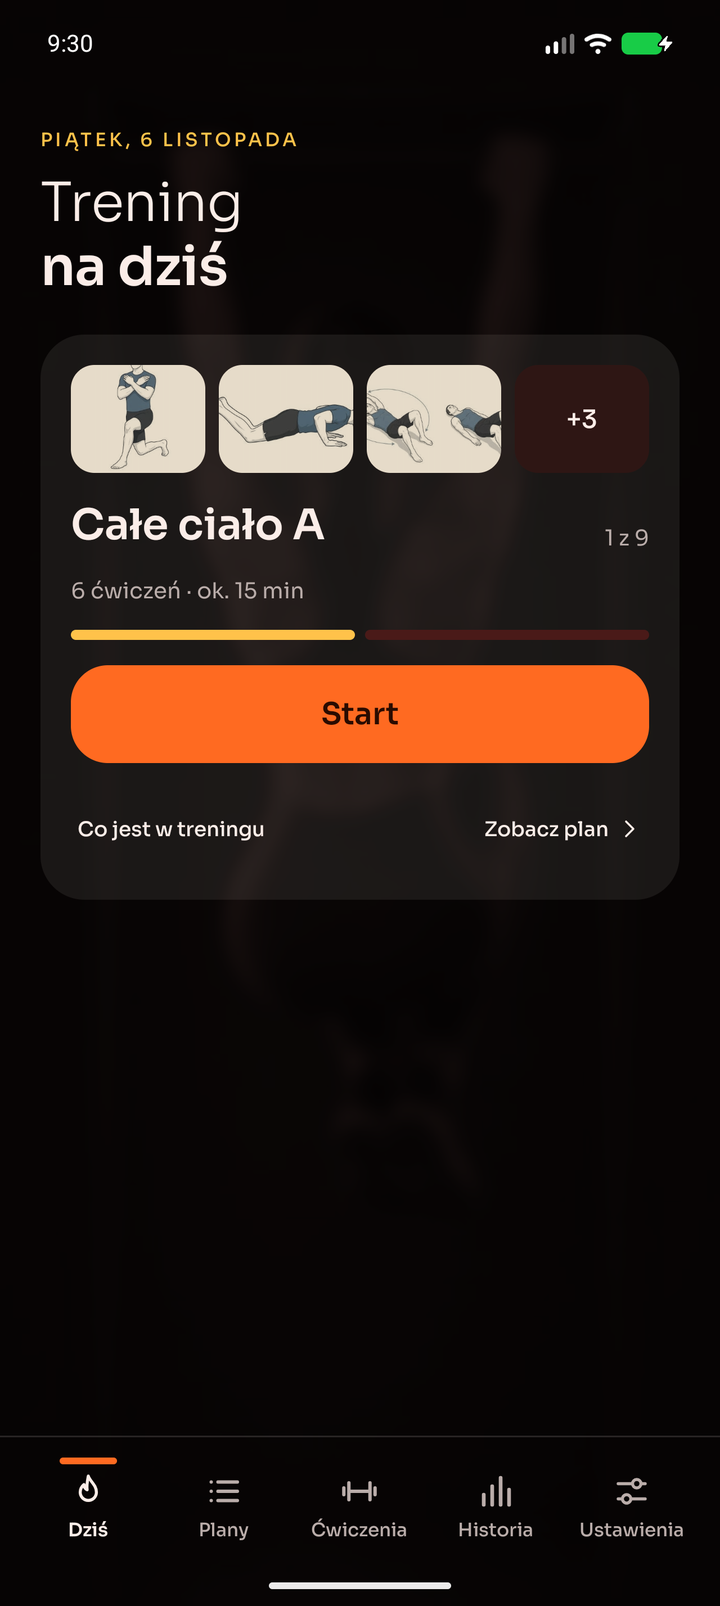 9:30
PIĄTEK, 6 LISTOPADA
Trening
na dziś
+3
Całe ciało A
1 z 9
6 ćwiczeń · ok. 15 min
Start
Co jest w treningu
Zobacz plan
Dziś
Plany
Ćwiczenia
Historia
Ustawienia